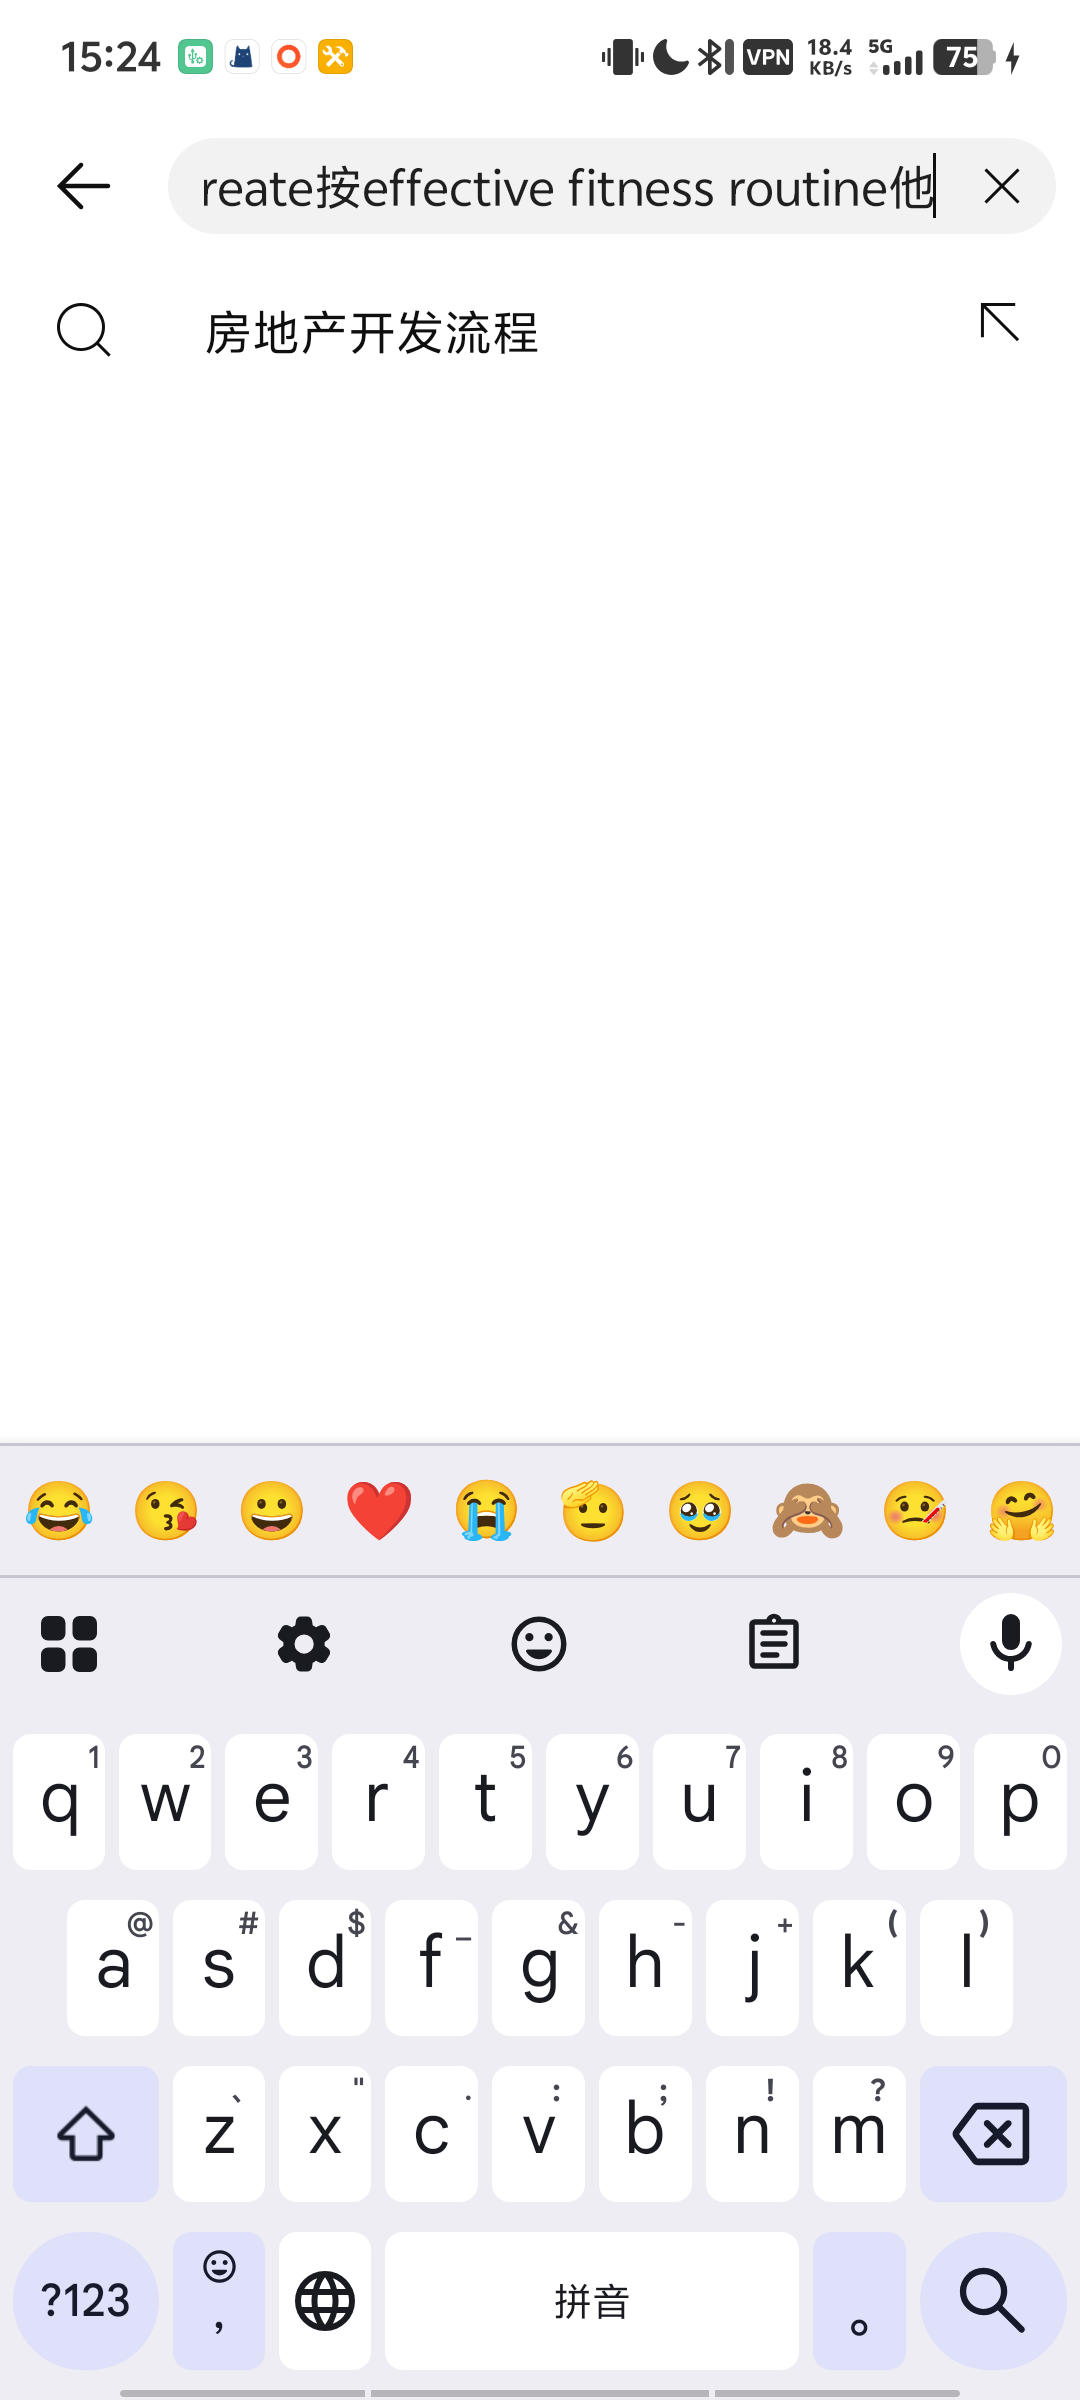 15:24 VPN 18.4 KB/s 5G 75
reate按effective fitness routine他
房地产开发流程
1 2 3 4 5 6 7 8 9 0
q w e r t y u i o p
@ # $ _ & - + ( )
a s d f g h j k l
、 " . : ; ! ?
z x c v b n m
?123 , 拼音 。